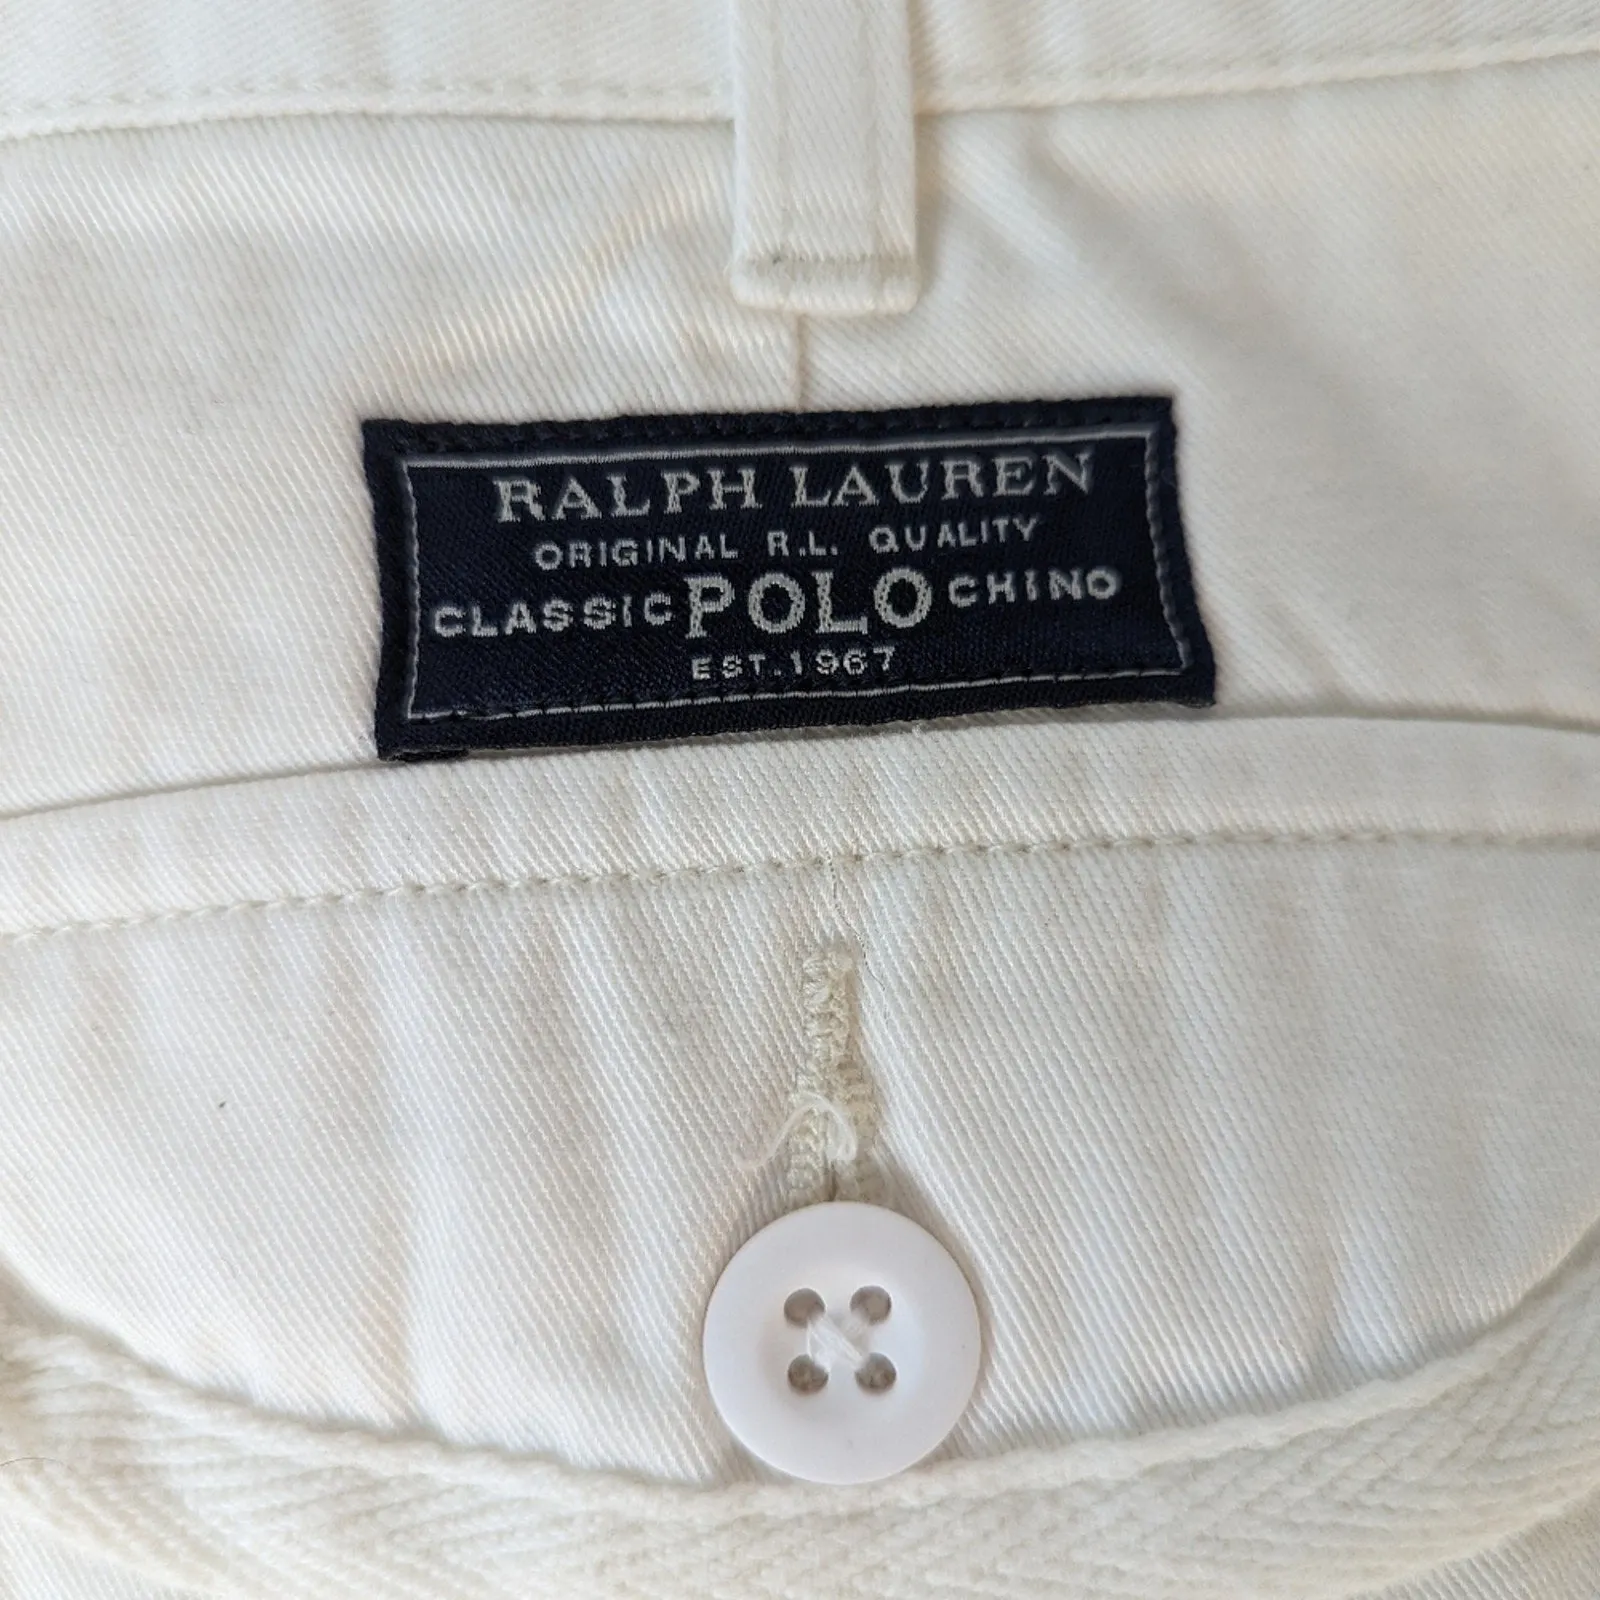 RALPH LAUREN
ORIGINAL R.L. QUALITY
CLASSIC POLO CHINO
EST. 1967